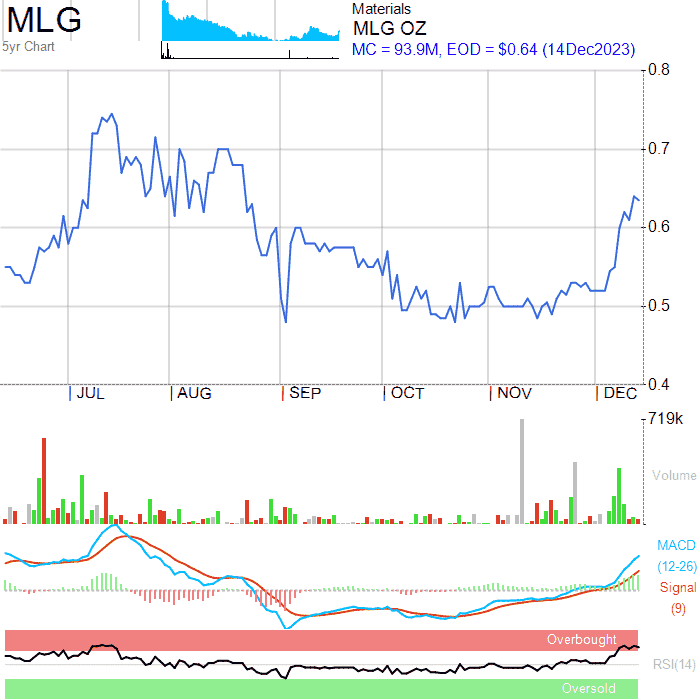 MLG
5yr Chart
Materials
MLG OZ
MC = 93.9M, EOD = $0.64 (14Dec2023)
0.8
0.7
0.6
0.5
0.4
JUL AUG SEP OCT NOV DEC
719k
Volume
MACD
(12-26)
Signal
(9)
Overbought
RSI(14)
Oversold